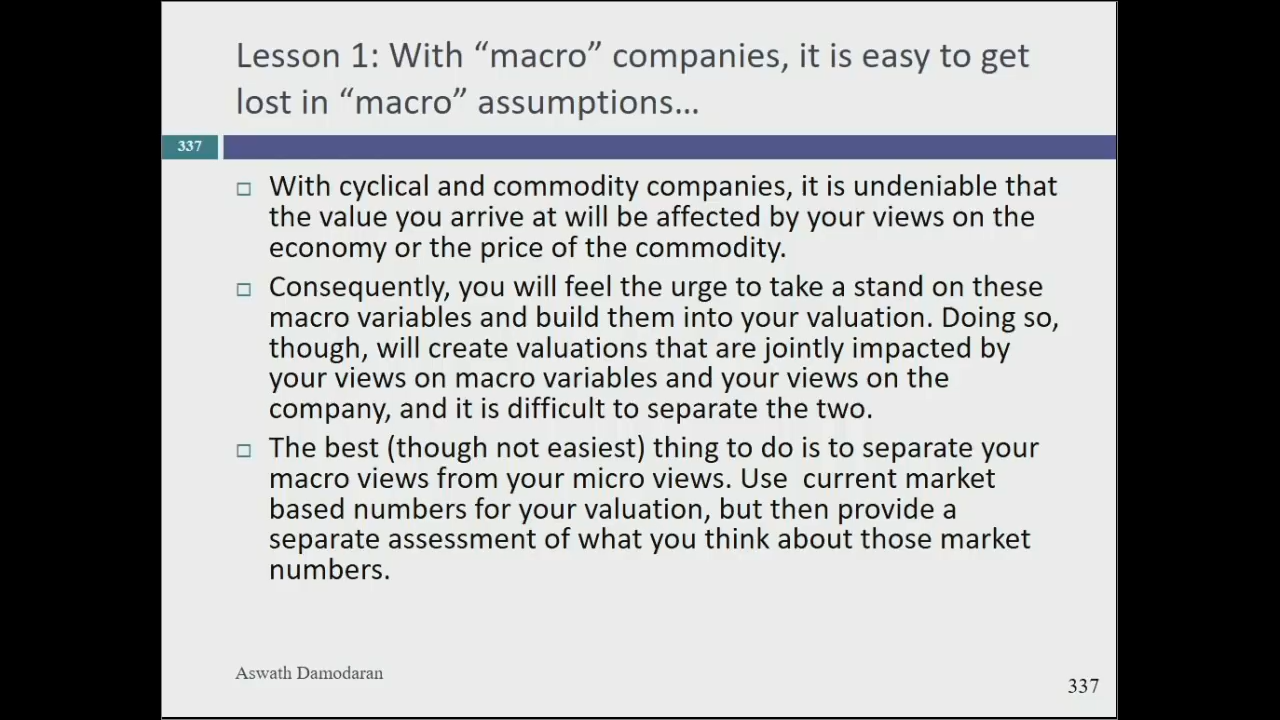 Lesson 1: With “macro” companies, it is easy to get
lost in “macro” assumptions…
337
With cyclical and commodity companies, it is undeniable that
the value you arrive at will be affected by your views on the
economy or the price of the commodity.
Consequently, you will feel the urge to take a stand on these
macro variables and build them into your valuation. Doing so,
though, will create valuations that are jointly impacted by
your views on macro variables and your views on the
company, and it is difficult to separate the two.
The best (though not easiest) thing to do is to separate your
macro views from your micro views. Use  current market
based numbers for your valuation, but then provide a
separate assessment of what you think about those market
numbers.
Aswath Damodaran
337